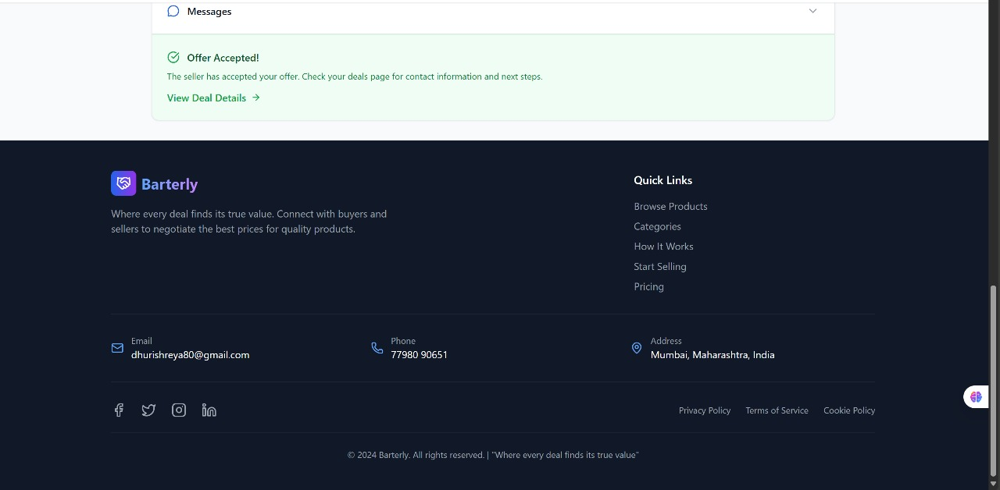 Messages
Offer Accepted!
The seller has accepted your offer. Check your deals page for contact information and next steps.
View Deal Details →
Barterly
Where every deal finds its true value. Connect with buyers and
sellers to negotiate the best prices for quality products.
Quick Links
Browse Products
Categories
How It Works
Start Selling
Pricing
Email
dhurishreya80@gmail.com
Phone
77980 90651
Address
Mumbai, Maharashtra, India
Privacy Policy
Terms of Service
Cookie Policy
© 2024 Barterly. All rights reserved. | "Where every deal finds its true value"